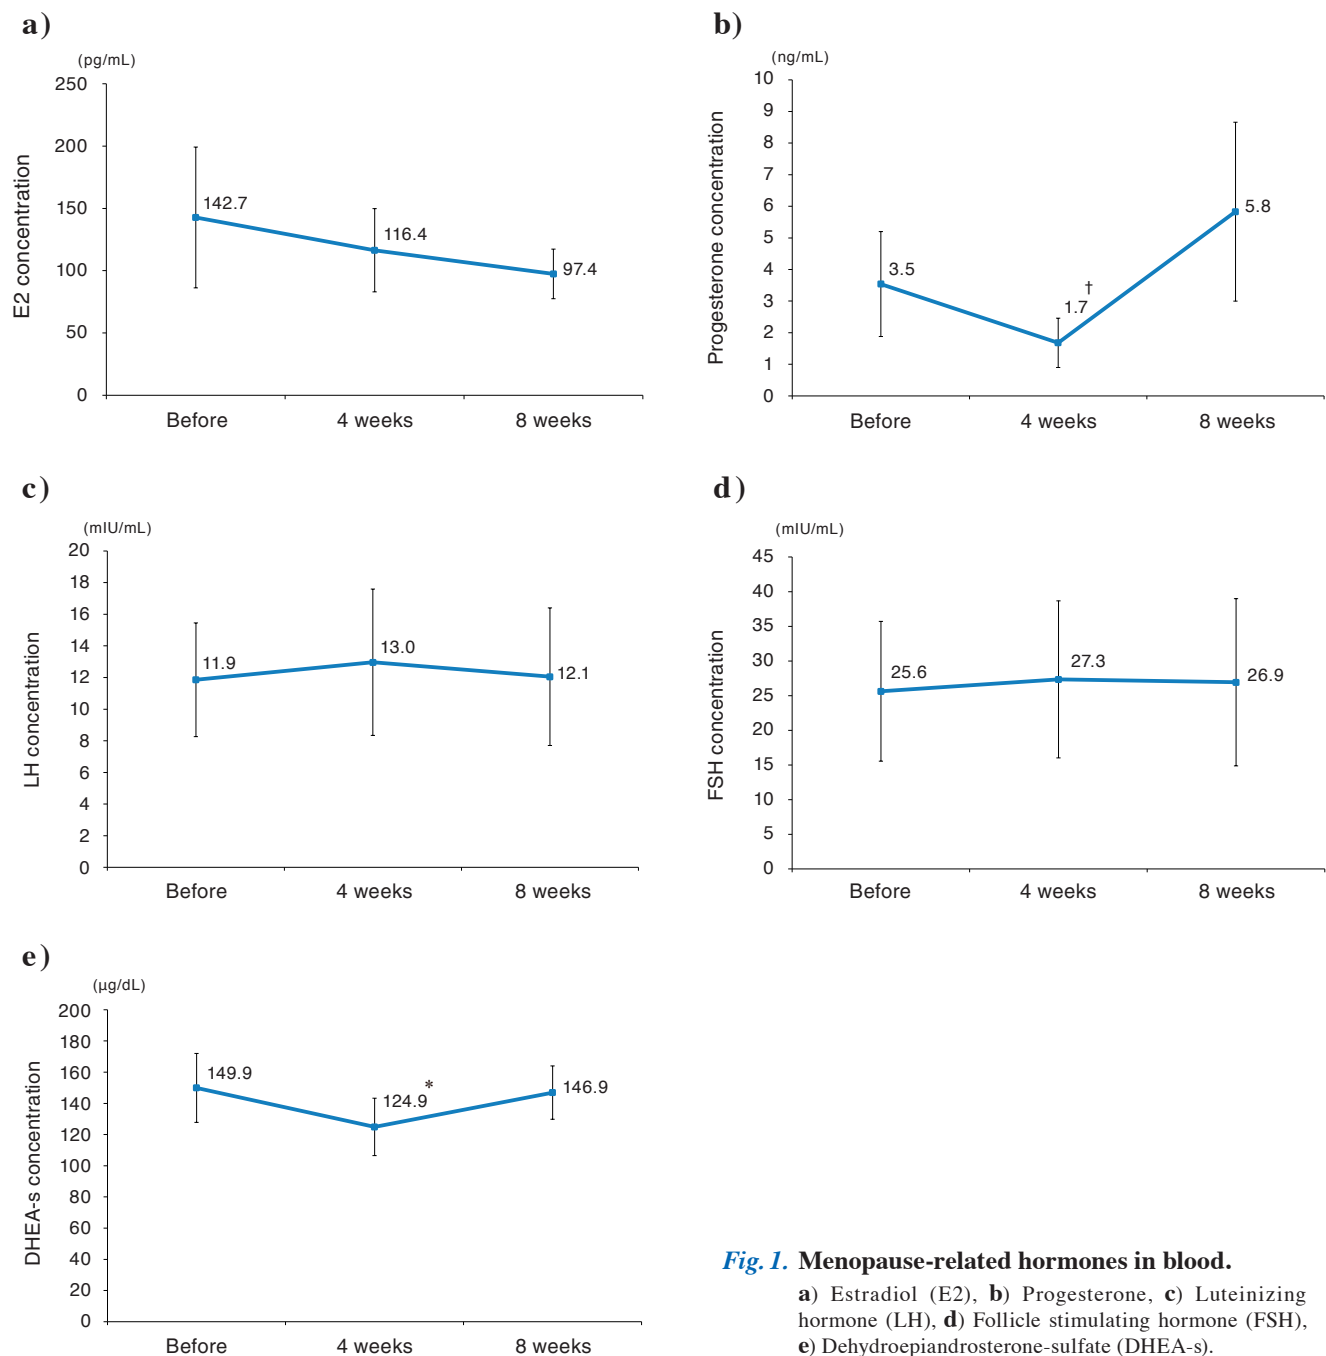 a)
(pg/mL)
E2 concentration
250
200
150
100
50
0
142.7
116.4
97.4
Before 4 weeks 8 weeks
b)
(ng/mL)
Progesterone concentration
10
9
8
7
6
5
4
3
2
1
0
3.5
1.7 †
5.8
Before 4 weeks 8 weeks
c)
(mIU/mL)
LH concentration
20
18
16
14
12
10
8
6
4
2
0
11.9
13.0
12.1
Before 4 weeks 8 weeks
d)
(mIU/mL)
FSH concentration
45
40
35
30
25
20
15
10
5
0
25.6
27.3
26.9
Before 4 weeks 8 weeks
e)
(μg/dL)
DHEA-s concentration
200
180
160
140
120
100
80
60
40
20
0
149.9
124.9 *
146.9
Before 4 weeks 8 weeks
Fig. 1. Menopause-related hormones in blood.
a) Estradiol (E2), b) Progesterone, c) Luteinizing
hormone (LH), d) Follicle stimulating hormone (FSH),
e) Dehydroepiandrosterone-sulfate (DHEA-s).